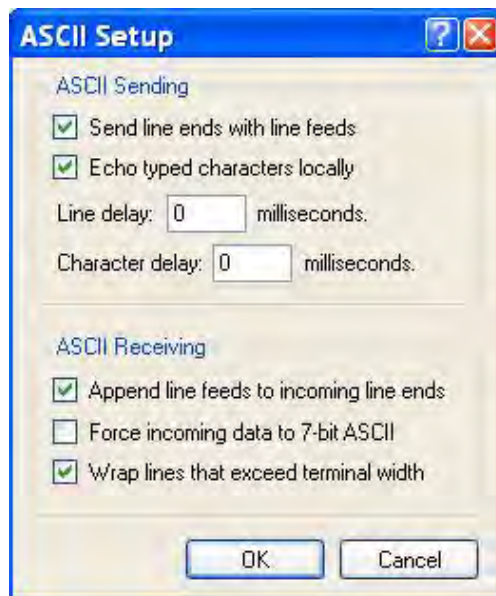 ASCII Setup
ASCII Sending
Send line ends with line feeds
Echo typed characters locally
Line delay: 0 milliseconds.
Character delay: 0 milliseconds.
ASCII Receiving
Append line feeds to incoming line ends
Force incoming data to 7-bit ASCII
Wrap lines that exceed terminal width
OK Cancel